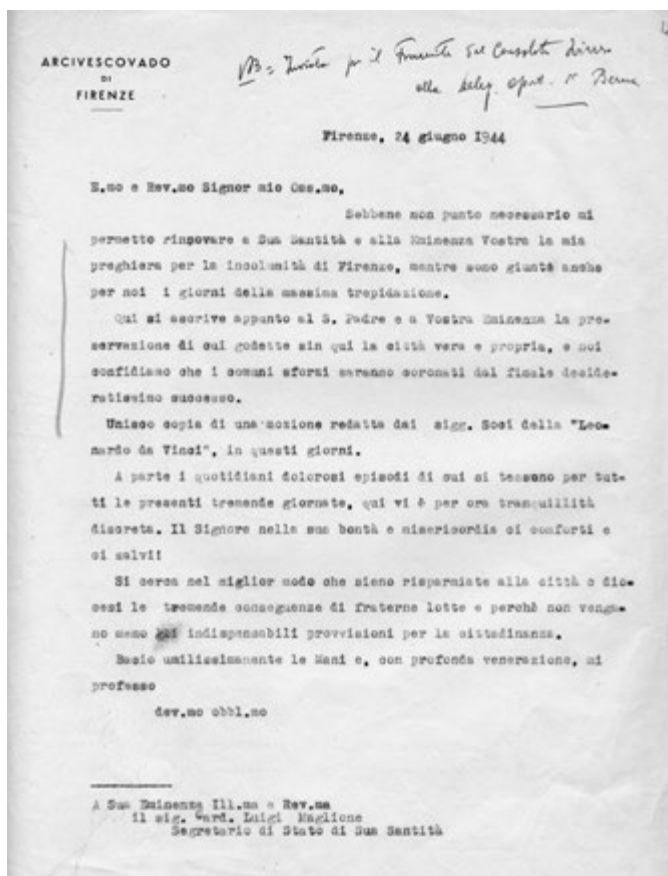 ARCIVESCOVADO
DI
FIRENZE
NB = per il tramite del Consolato
alla Deleg. Apost. Berna
Firenze, 24 giugno 1944
E.mo e Rev.mo Signor mio Oss.mo,
Sebbene non punto necessario mi
permetto rinnovare a Sua Santità e alla Eminenza Vostra la mia
preghiera per la incolumità di Firenze, mentre sono giunti anche
per noi i giorni della massima trepidazione.
Qui si ascrive appunto al S. Padre e a Vostra Eminenza la pre=
servazione di cui godette sin qui la città vera e propria, e noi
confidiamo che i comuni sforzi saranno coronati dal finale deside=
ratissimo successo.
Unisco copia di una mozione redatta dai sigg. Soci della "Leo=
nardo da Vinci", in questi giorni.
A parte i quotidiani dolorosi episodi di cui si tessono per tut=
ti le presenti tremende giornate, qui vi è per ora tranquillità
discreta. Il Signore nella sua bontà e misericordia ci conforti e
ci salvi!
Si cerca nel miglior modo che sieno risparmiate alla città e dio=
cesi le tremende conseguenze di fraterne lotte e perchè non venga=
no meno gli indispensabili provvisioni per la cittadinanza.
Bacio umilissimamente le Mani e, con profonda venerazione, mi
professo
dev.mo obbl.mo
A Sua Eminenza Ill.ma e Rev.ma
il sig. Card. Luigi Maglione
Segretario di Stato di Sua Santità